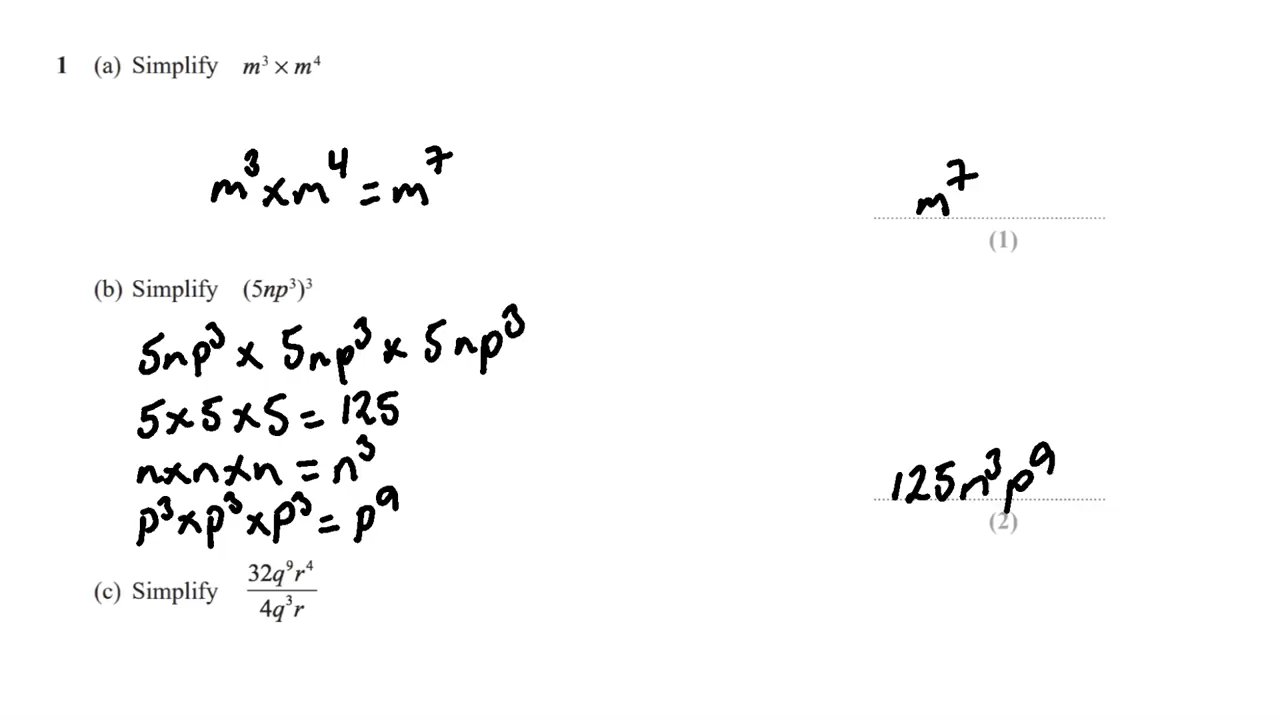 1 (a) Simplify m³ × m⁴
m³ × m⁴ = m⁷
m⁷
(1)
(b) Simplify (5np³)³
5np³ × 5np³ × 5np³
5 × 5 × 5 = 125
n × n × n = n³
p³ × p³ × p³ = p⁹
125n³p⁹
(2)
(c) Simplify 32q⁹r⁴
4q³r